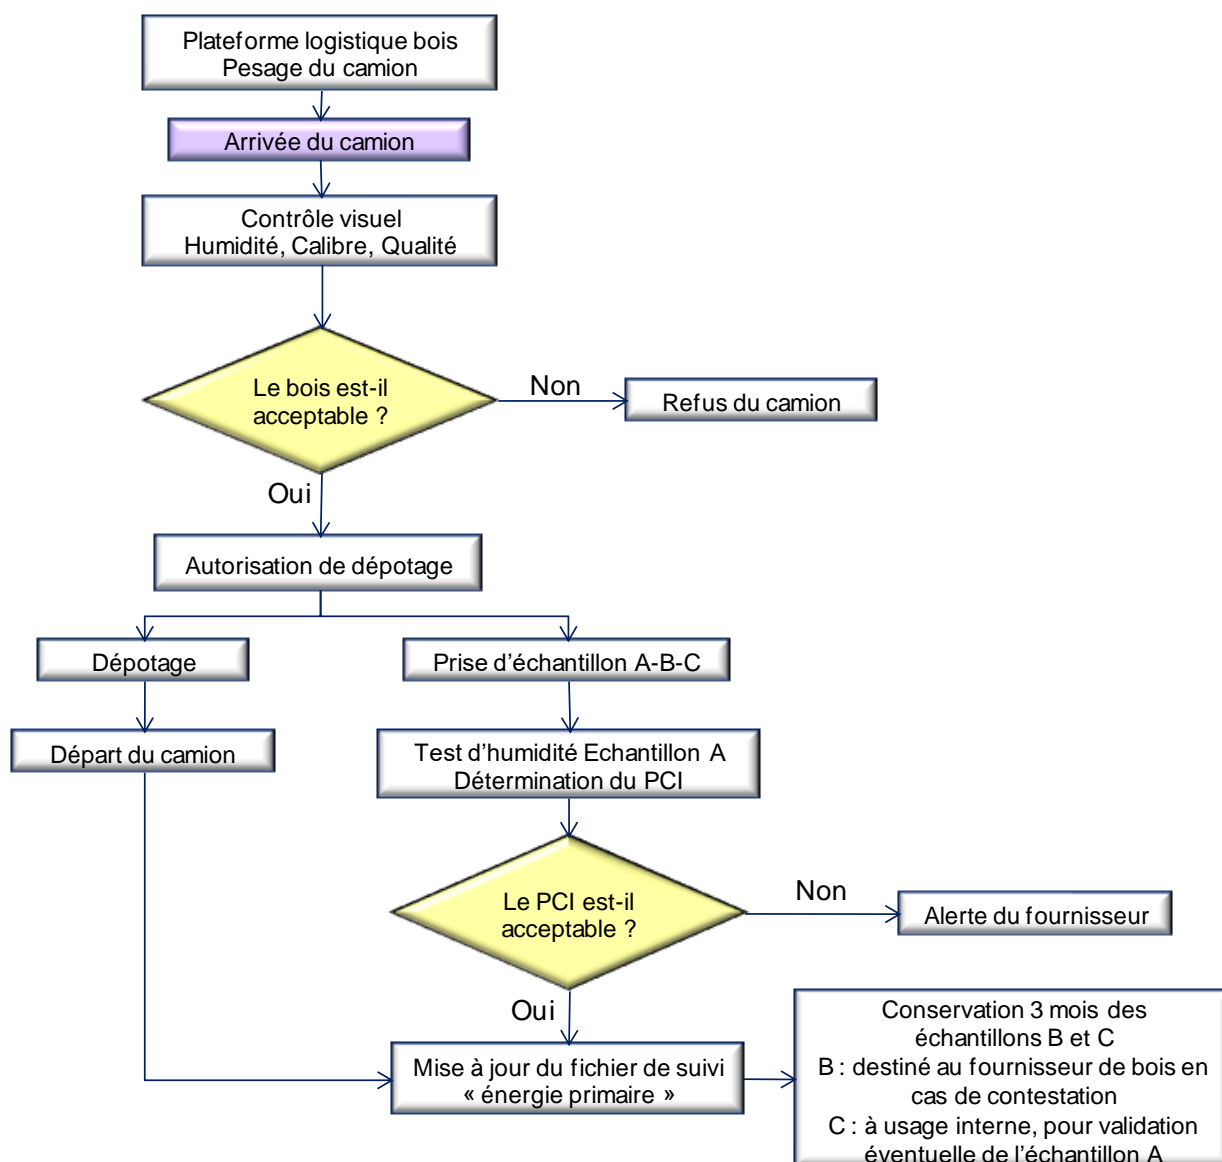 Plateforme logistique bois
Pesage du camion
Arrivée du camion
Contrôle visuel
Humidité, Calibre, Qualité
Le bois est-il
acceptable ?
Non
Refus du camion
Oui
Autorisation de dépotage
Dépotage
Prise d'échantillon A-B-C
Départ du camion
Test d'humidité Echantillon A
Détermination du PCI
Le PCI est-il
acceptable ?
Non
Alerte du fournisseur
Oui
Mise à jour du fichier de suivi
« énergie primaire »
Conservation 3 mois des
échantillons B et C
B : destiné au fournisseur de bois en
cas de contestation
C : à usage interne, pour validation
éventuelle de l'échantillon A